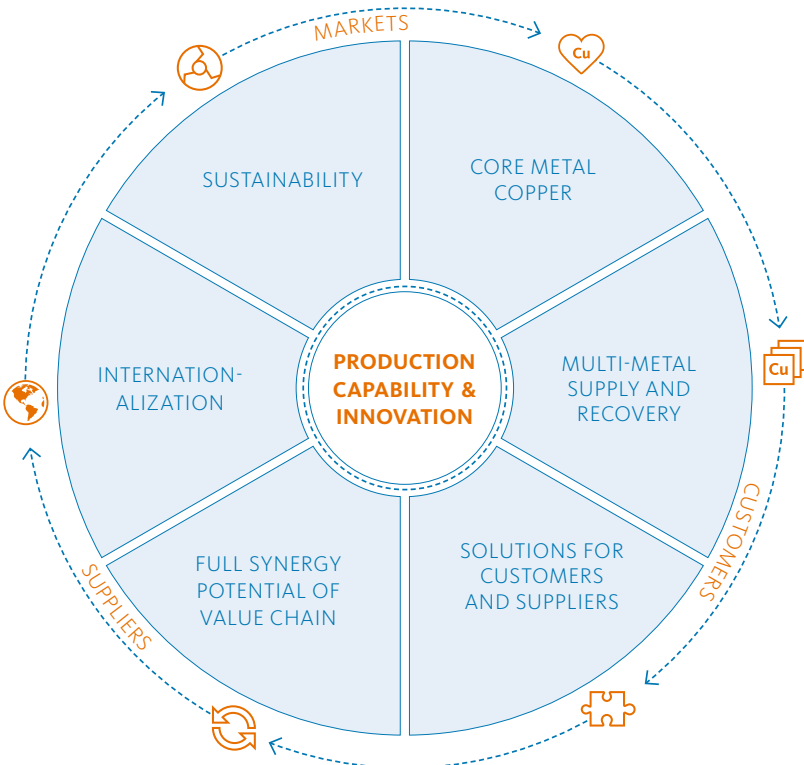 MARKETS
Cu
SUSTAINABILITY
CORE METAL
COPPER
PRODUCTION
CAPABILITY &
INNOVATION
INTERNATION-
ALIZATION
MULTI-METAL
SUPPLY AND
RECOVERY
Cu
CUSTOMERS
FULL SYNERGY
POTENTIAL OF
VALUE CHAIN
SOLUTIONS FOR
CUSTOMERS
AND SUPPLIERS
SUPPLIERS